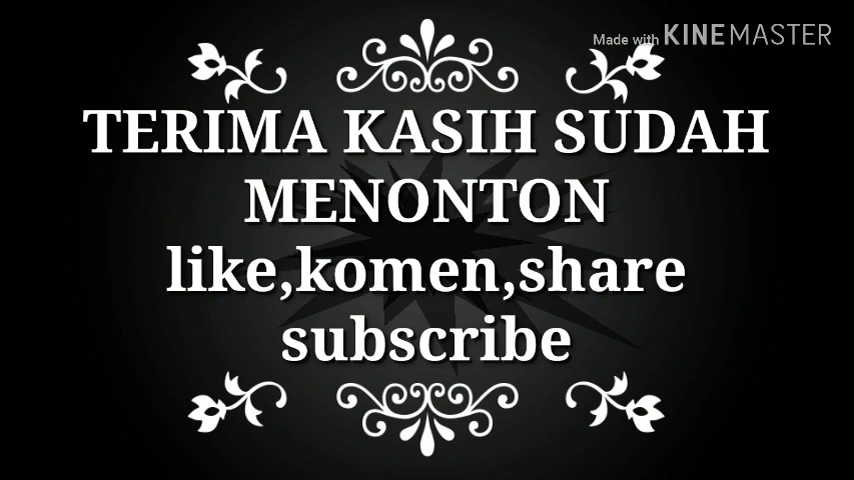 Made with KINEMASTER
TERIMA KASIH SUDAH
MENONTON
like,komen,share
subscribe